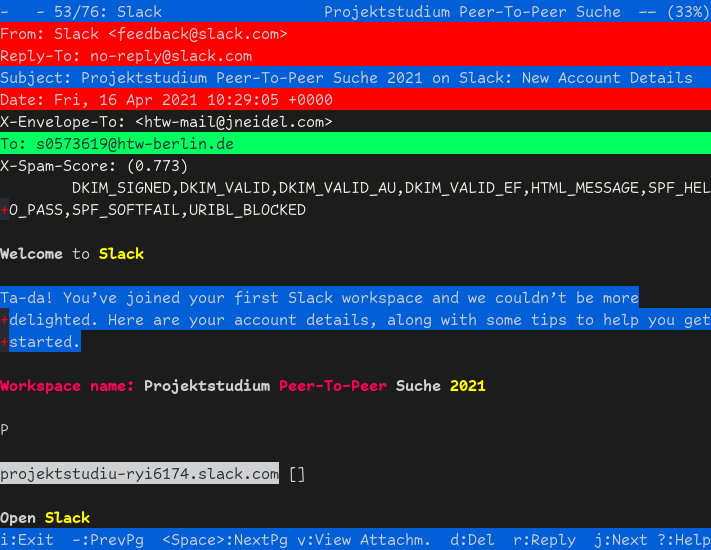 -   - 53/76: Slack                  Projektstudium Peer-To-Peer Suche  -- (33%)
From: Slack <feedback@slack.com>
Reply-To: no-reply@slack.com
Subject: Projektstudium Peer-To-Peer Suche 2021 on Slack: New Account Details
Date: Fri, 16 Apr 2021 10:29:05 +0000
X-Envelope-To: <htw-mail@jneidel.com>
To: s0573619@htw-berlin.de
X-Spam-Score: (0.773)
        DKIM_SIGNED,DKIM_VALID,DKIM_VALID_AU,DKIM_VALID_EF,HTML_MESSAGE,SPF_HEL
+O_PASS,SPF_SOFTFAIL,URIBL_BLOCKED
Welcome to Slack
Ta-da! You’ve joined your first Slack workspace and we couldn’t be more
+delighted. Here are your account details, along with some tips to help you get
+started.
Workspace name: Projektstudium Peer-To-Peer Suche 2021
P
projektstudiu-ryi6174.slack.com []
Open Slack
i:Exit  -:PrevPg  <Space>:NextPg v:View Attachm.  d:Del  r:Reply  j:Next ?:Help